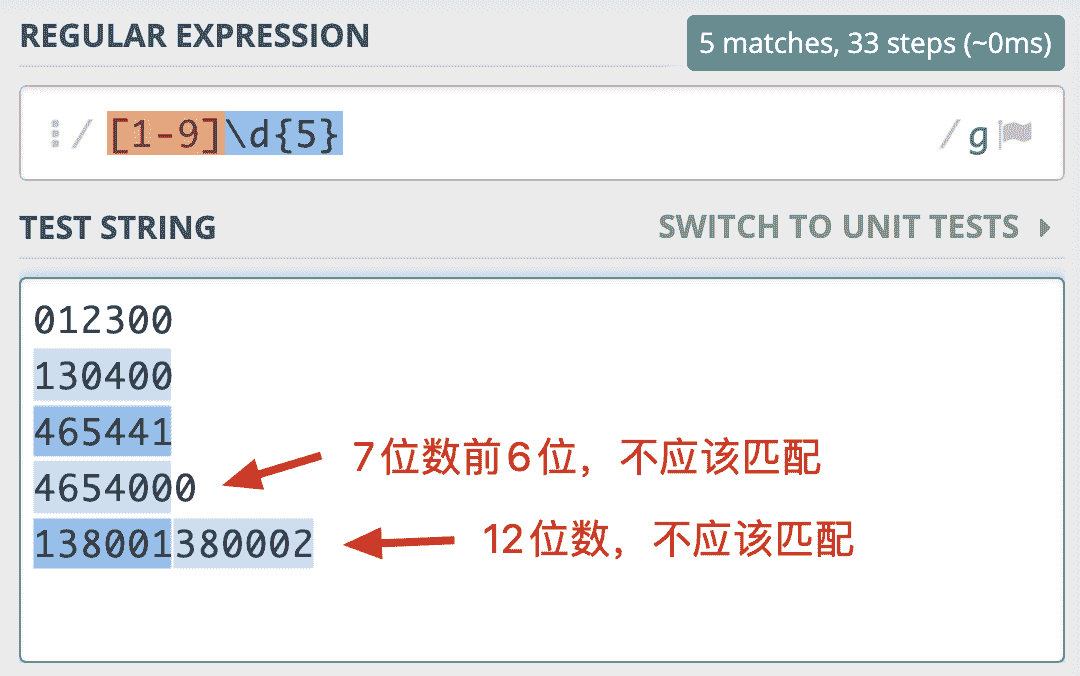 REGULAR EXPRESSION
5 matches, 33 steps (~0ms)
/ [1-9]\d{5} / g
TEST STRING
SWITCH TO UNIT TESTS
012300
130400
465441
7位数前6位，不应该匹配
4654000
12位数，不应该匹配
138001380002